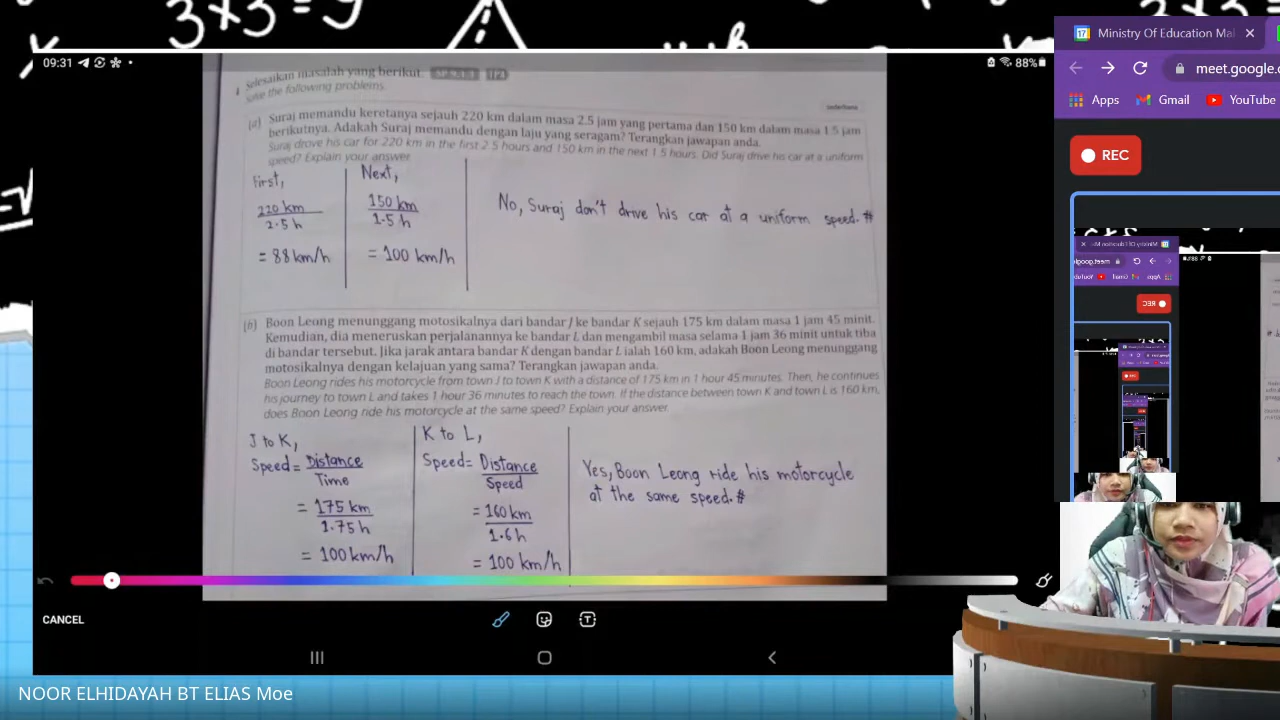 3x3=9
09:31
88%
Ministry Of Education Mal
meet.google.c
Apps
Gmail
YouTube
REC
4 Selesaikan masalah yang berikut. SP 9.1.3 TP4
Solve the following problems.
(a) Suraj memandu keretanya sejauh 220 km dalam masa 2.5 jam yang pertama dan 150 km dalam masa 1.5 jam
berikutnya. Adakah Suraj memandu dengan laju yang seragam? Terangkan jawapan anda.
Suraj drove his car for 220 km in the first 2.5 hours and 150 km in the next 1.5 hours. Did Suraj drive his car at a uniform
speed? Explain your answer.
First,
220 km
2.5 h
= 88 km/h
Next,
150 km
1.5 h
= 100 km/h
No, Suraj don't drive his car at a uniform speed.#
(b) Boon Leong menunggang motosikalnya dari bandar J ke bandar K sejauh 175 km dalam masa 1 jam 45 minit.
Kemudian, dia meneruskan perjalanannya ke bandar L dan mengambil masa selama 1 jam 36 minit untuk tiba
di bandar tersebut. Jika jarak antara bandar K dengan bandar L ialah 160 km, adakah Boon Leong menunggang
motosikalnya dengan kelajuan yang sama? Terangkan jawapan anda.
Boon Leong rides his motorcycle from town J to town K with a distance of 175 km in 1 hour 45 minutes. Then, he continues
his journey to town L and takes 1 hour 36 minutes to reach the town. If the distance between town K and town L is 160 km,
does Boon Leong ride his motorcycle at the same speed? Explain your answer.
J to K,
Speed = Distance
Time
= 175 km
1.75 h
= 100 km/h
K to L,
Speed = Distance
Speed
= 160 km
1.6 h
= 100 km/h
Yes, Boon Leong ride his motorcycle
at the same speed.#
CANCEL
NOOR ELHIDAYAH BT ELIAS Moe